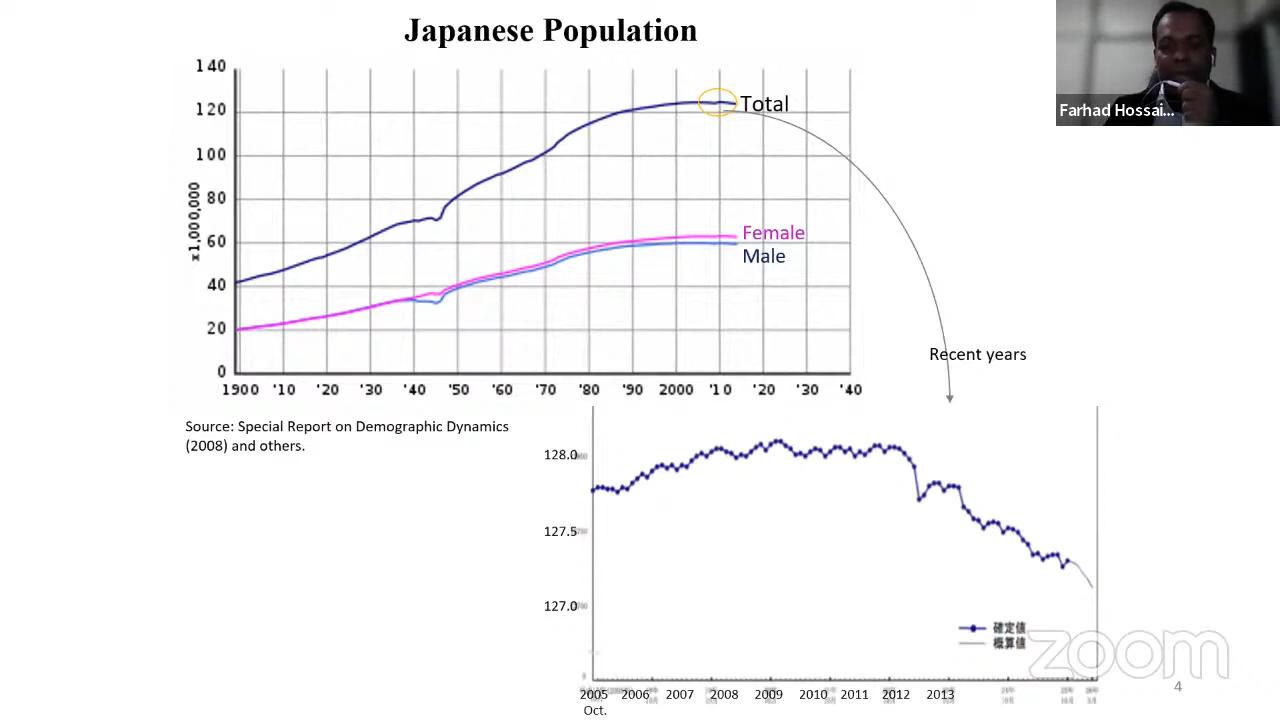 Japanese Population
Farhad Hossai...
140
120
100
80
60
40
20
0
x1,000,000
Total
Female
Male
1900 '10 '20 '30 '40 '50 '60 '70 '80 '90 2000 '10 '20 '30 '40
Recent years
Source: Special Report on Demographic Dynamics
(2008) and others.
128.0
127.5
127.0
確定値
概算値
zoom
4
2005 2006 2007 2008 2009 2010 2011 2012 2013
Oct.